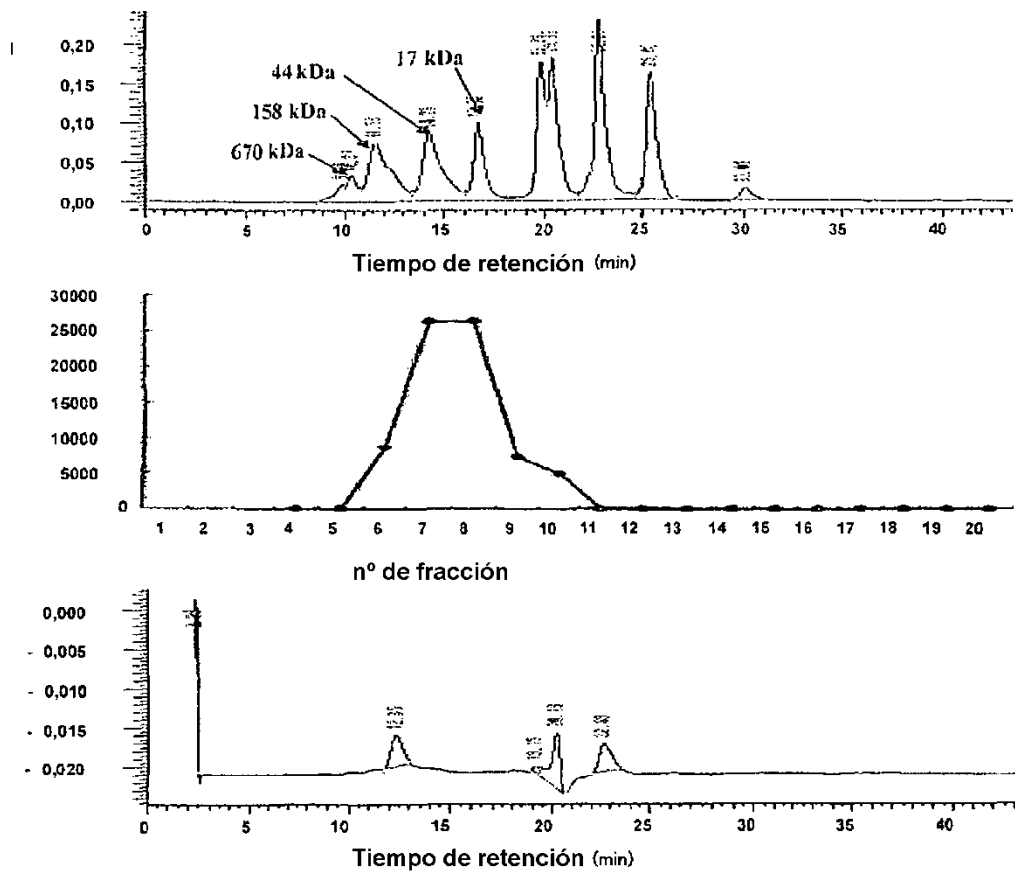 0,20
0,15
0,10
0,05
0,00
670 kDa
158 kDa
44 kDa
17 kDa
0 10 15 20 25 30 35 40
Tiempo de retención (min)
30000
25000
15000
10000
5000
0
1 2 3 4 5 6 7 8 9 10 11 12 13 14 15 16 17 18 19 20
nº de fracción
0,000
- 0,005
- 0,010
- 0,015
- 0,020
0 5 10 15 20 25 30 35 40
Tiempo de retención (min)